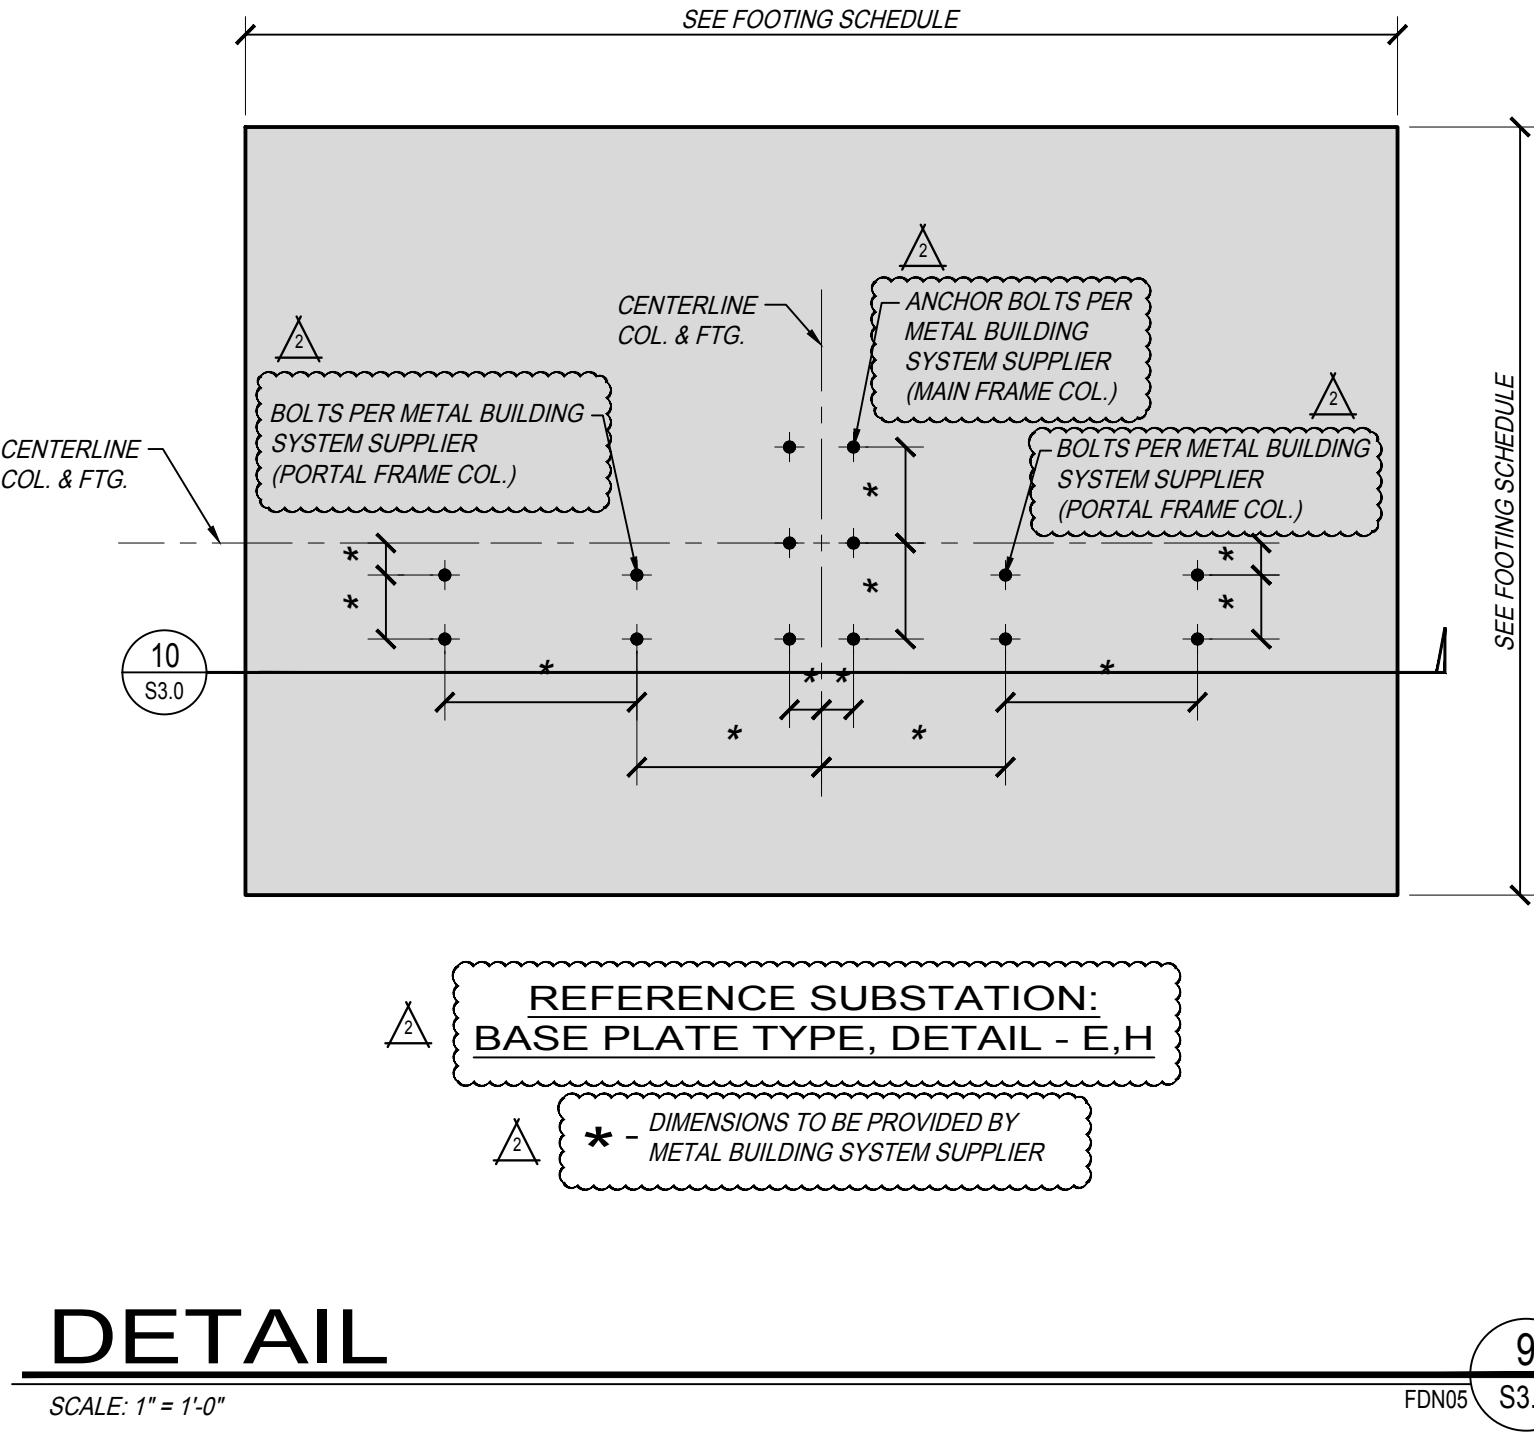 SEE FOOTING SCHEDULE
2
ANCHOR BOLTS PER
METAL BUILDING
SYSTEM SUPPLIER
(MAIN FRAME COL.)
CENTERLINE
COL. & FTG.
2
BOLTS PER METAL BUILDING
SYSTEM SUPPLIER
(PORTAL FRAME COL.)
2
BOLTS PER METAL BUILDING
SYSTEM SUPPLIER
(PORTAL FRAME COL.)
CENTERLINE
COL. & FTG.
SEE FOOTING SCHEDULE
*
*
*
*
*
*
10
S3.0
*
* *
*
*
*
2
REFERENCE SUBSTATION:
BASE PLATE TYPE, DETAIL - E,H
2
* - DIMENSIONS TO BE PROVIDED BY
METAL BUILDING SYSTEM SUPPLIER
DETAIL
SCALE: 1" = 1'-0"
FDN05
9
S3.